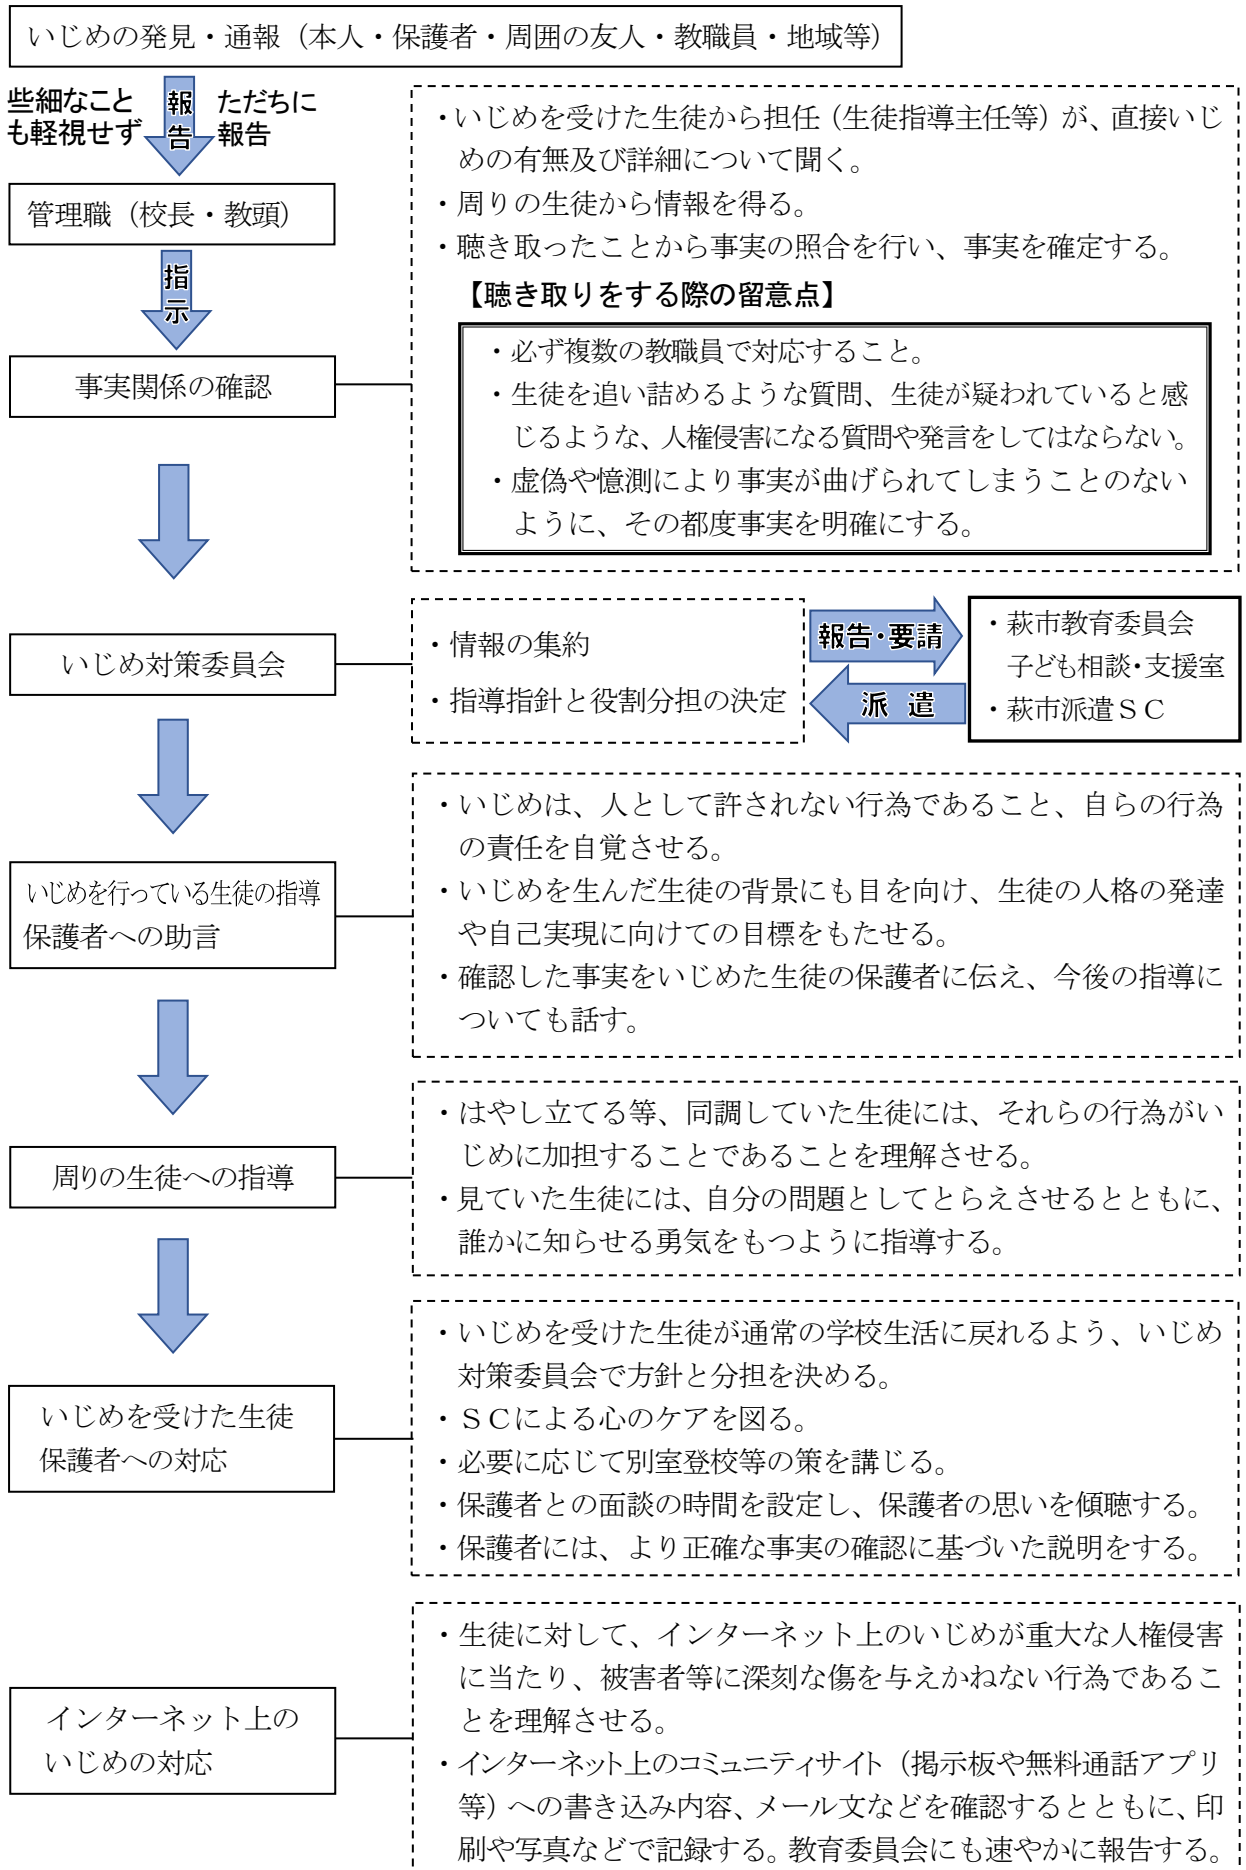 いじめの発見・通報（本人・保護者・周囲の友人・教職員・地域等）
些細なこと
も軽視せず
報
告
ただちに
報告
管理職（校長・教頭）
指
示
事実関係の確認
・いじめを受けた生徒から担任（生徒指導主任等）が、直接いじ
めの有無及び詳細について聞く。
・周りの生徒から情報を得る。
・聴き取ったことから事実の照合を行い、事実を確定する。
【聴き取りをする際の留意点】
・必ず複数の教職員で対応すること。
・生徒を追い詰めるような質問、生徒が疑われていると感
じるような、人権侵害になる質問や発言をしてはならない。
・虚偽や憶測により事実が曲げられてしまうことのない
ように、その都度事実を明確にする。
いじめ対策委員会
・情報の集約
・指導指針と役割分担の決定
報告・要請
派 遣
・萩市教育委員会
子ども相談・支援室
・萩市派遣ＳＣ
いじめを行っている生徒の指導
保護者への助言
・いじめは、人として許されない行為であること、自らの行為
の責任を自覚させる。
・いじめを生んだ生徒の背景にも目を向け、生徒の人格の発達
や自己実現に向けての目標をもたせる。
・確認した事実をいじめた生徒の保護者に伝え、今後の指導に
ついても話す。
周りの生徒への指導
・はやし立てる等、同調していた生徒には、それらの行為がい
じめに加担することであることを理解させる。
・見ていた生徒には、自分の問題としてとらえさせるとともに、
誰かに知らせる勇気をもつように指導する。
いじめを受けた生徒
保護者への対応
・いじめを受けた生徒が通常の学校生活に戻れるよう、いじめ
対策委員会で方針と分担を決める。
・ＳＣによる心のケアを図る。
・必要に応じて別室登校等の策を講じる。
・保護者との面談の時間を設定し、保護者の思いを傾聴する。
・保護者には、より正確な事実の確認に基づいた説明をする。
インターネット上の
いじめの対応
・生徒に対して、インターネット上のいじめが重大な人権侵害
に当たり、被害者等に深刻な傷を与えかねない行為であるこ
とを理解させる。
・インターネット上のコミュニティサイト（掲示板や無料通話アプリ
等）への書き込み内容、メール文などを確認するとともに、印
刷や写真などで記録する。教育委員会にも速やかに報告する。